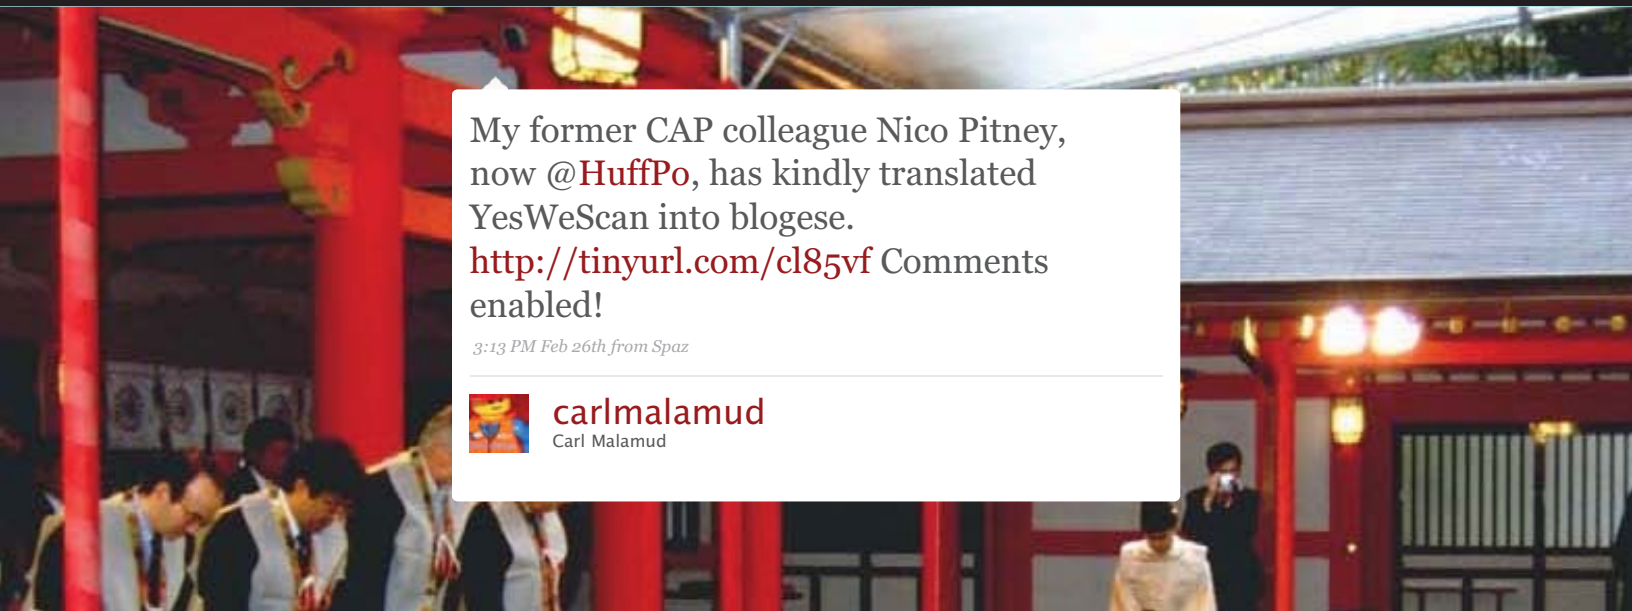 My former CAP colleague Nico Pitney,
now @HuffPo, has kindly translated
YesWeScan into blogese.
http://tinyurl.com/cl85vf Comments
enabled!
3:13 PM Feb 26th from Spaz
carlmalamud
Carl Malamud